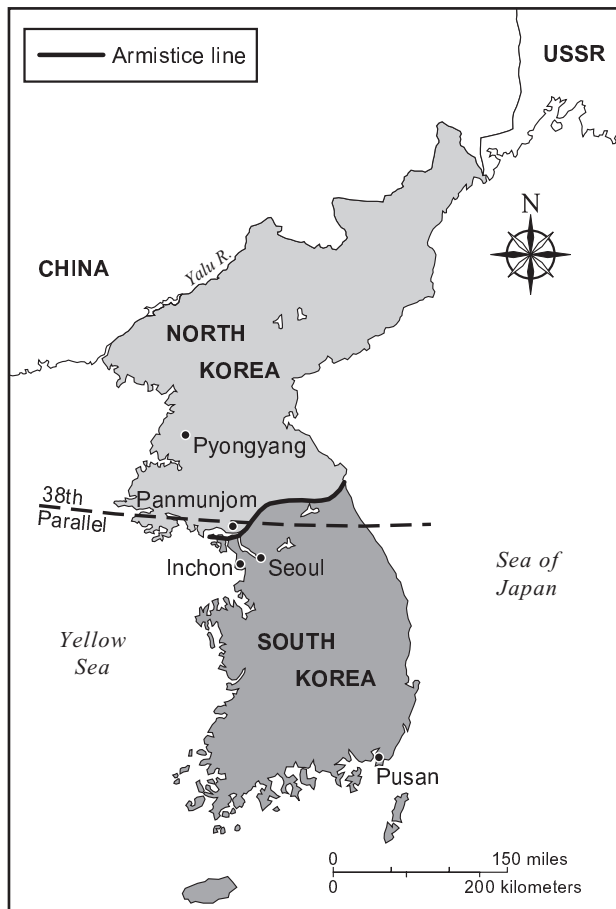 Armistice line
USSR
N
CHINA
Yalu R.
NORTH
KOREA
Pyongyang
38th
Parallel
Panmunjom
Inchon
Seoul
Sea of
Japan
Yellow
Sea
SOUTH
KOREA
Pusan
0 150 miles
0 200 kilometers